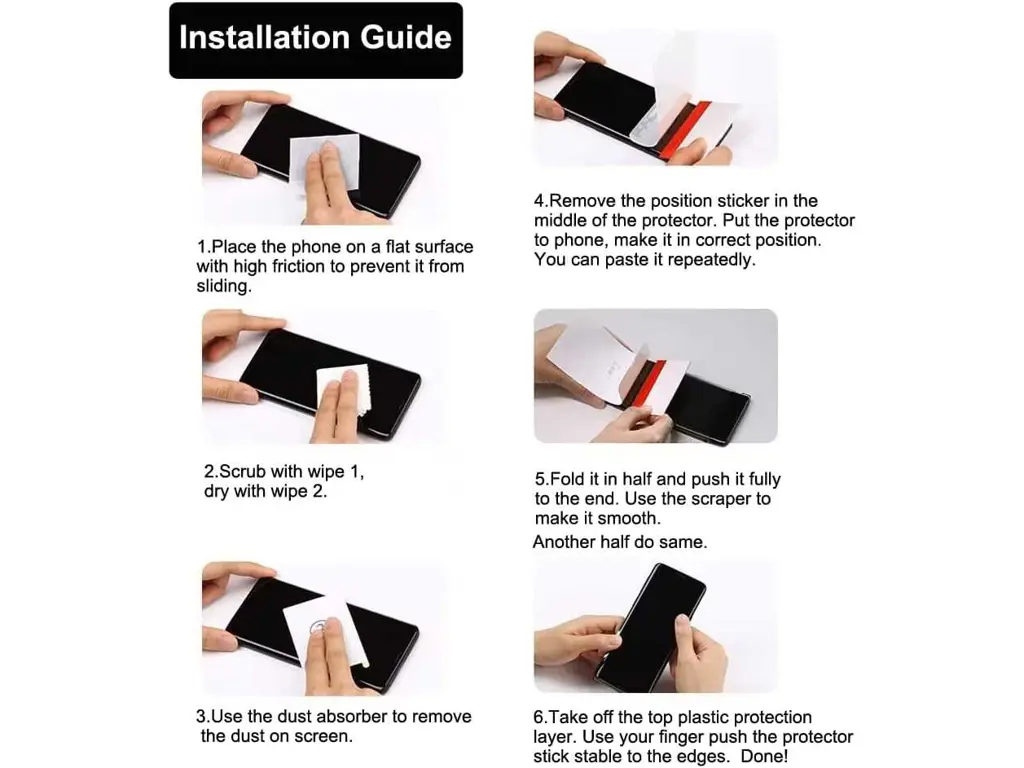 Installation Guide
1.Place the phone on a flat surface
with high friction to prevent it from
sliding.
2.Scrub with wipe 1,
dry with wipe 2.
3.Use the dust absorber to remove
the dust on screen.
4.Remove the position sticker in the
middle of the protector. Put the protector
to phone, make it in correct position.
You can paste it repeatedly.
5.Fold it in half and push it fully
to the end. Use the scraper to
make it smooth.
Another half do same.
6.Take off the top plastic protection
layer. Use your finger push the protector
stick stable to the edges.  Done!